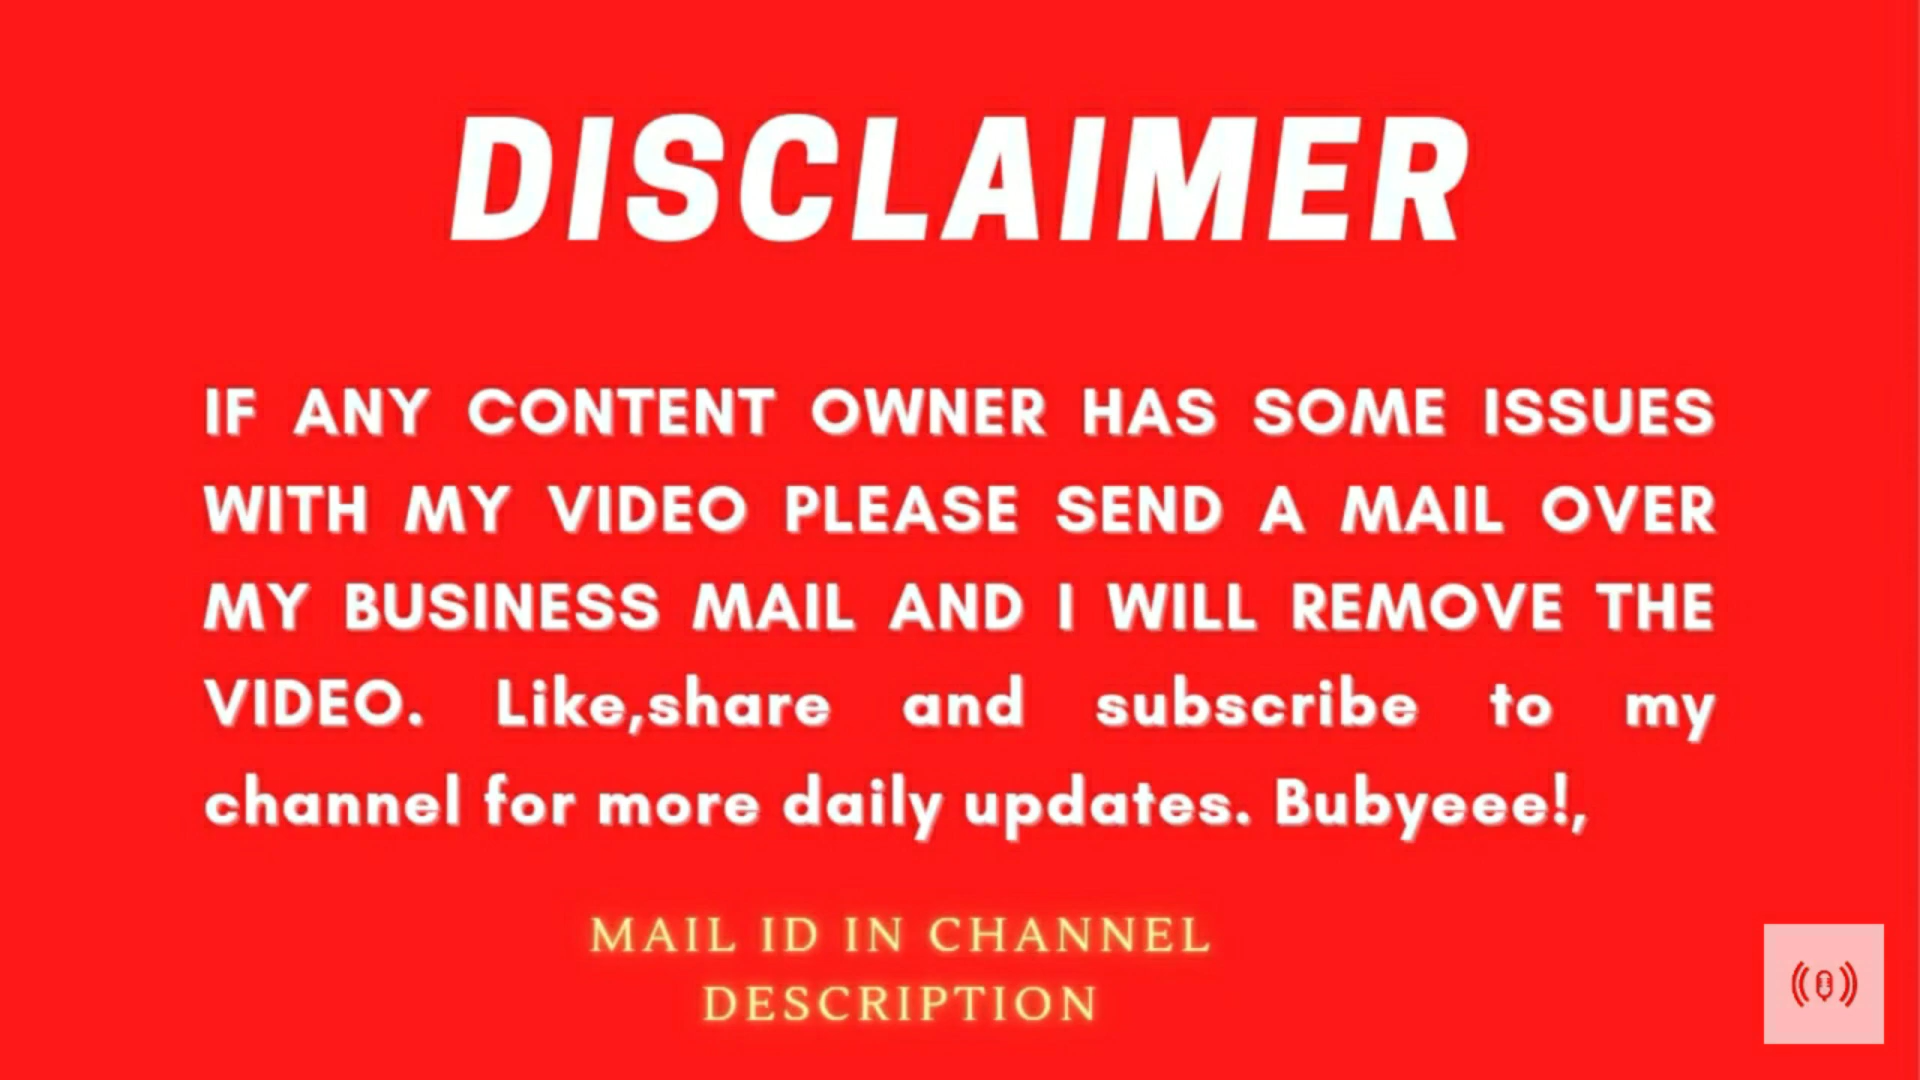 DISCLAIMER
IF ANY CONTENT OWNER HAS SOME ISSUES
WITH MY VIDEO PLEASE SEND A MAIL OVER
MY BUSINESS MAIL AND I WILL REMOVE THE
VIDEO. Like,share and subscribe to my
channel for more daily updates. Bubyeee!,
MAIL ID IN CHANNEL
DESCRIPTION